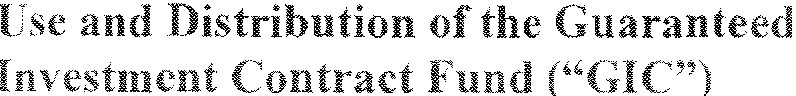 Use and Distribution of the Guaranteed
Investment Contract Fund (“GIC”)